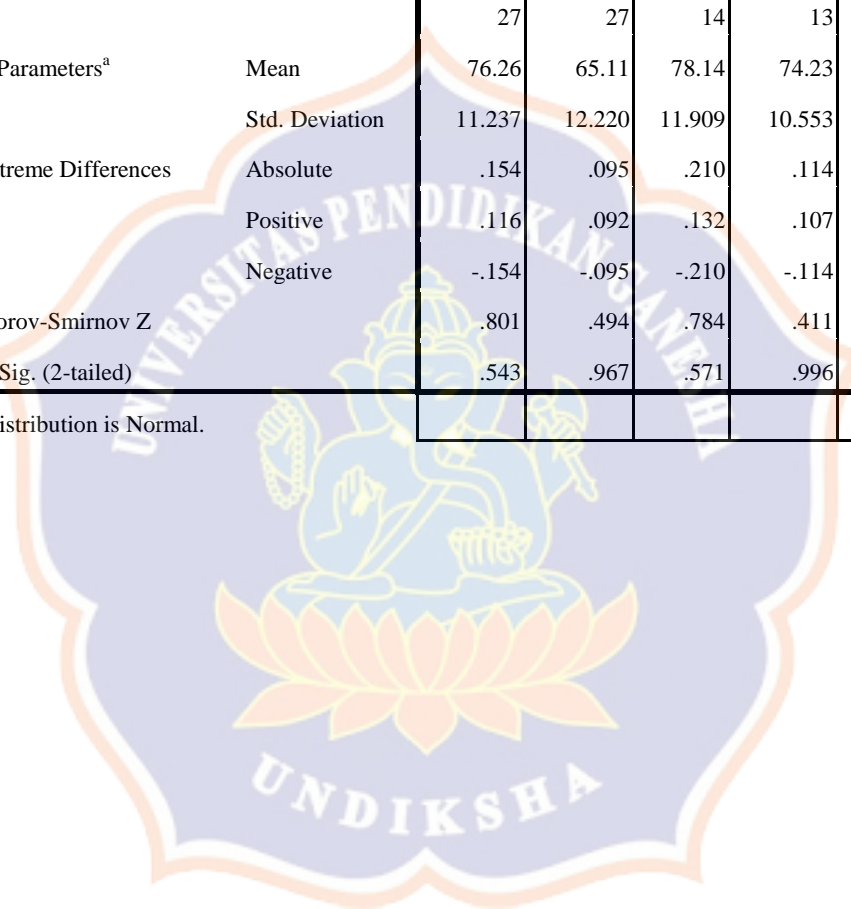 27 27 14 13
Parameters^a Mean 76.26 65.11 78.14 74.23
Std. Deviation 11.237 12.220 11.909 10.553
treme Differences Absolute .154 .095 .210 .114
Positive .116 .092 .132 .107
Negative -.154 -.095 -.210 -.114
orov-Smirnov Z .801 .494 .784 .411
Sig. (2-tailed) .543 .967 .571 .996
istribution is Normal.
UNIVERSITAS PENDIDIKAN GANESHA
UNDIKSHA